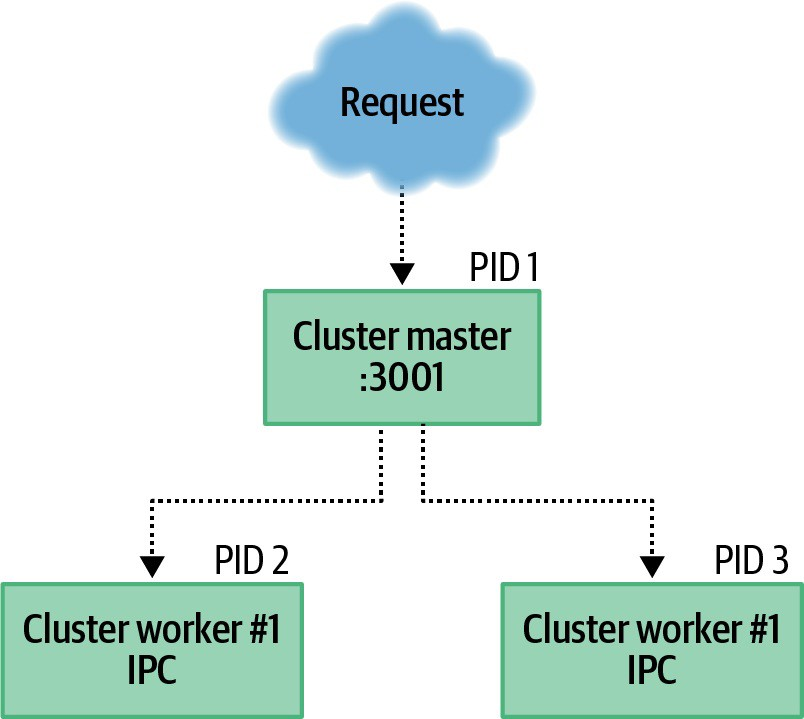 Request
PID 1
Cluster master
:3001
PID 2
Cluster worker #1
IPC
PID 3
Cluster worker #1
IPC